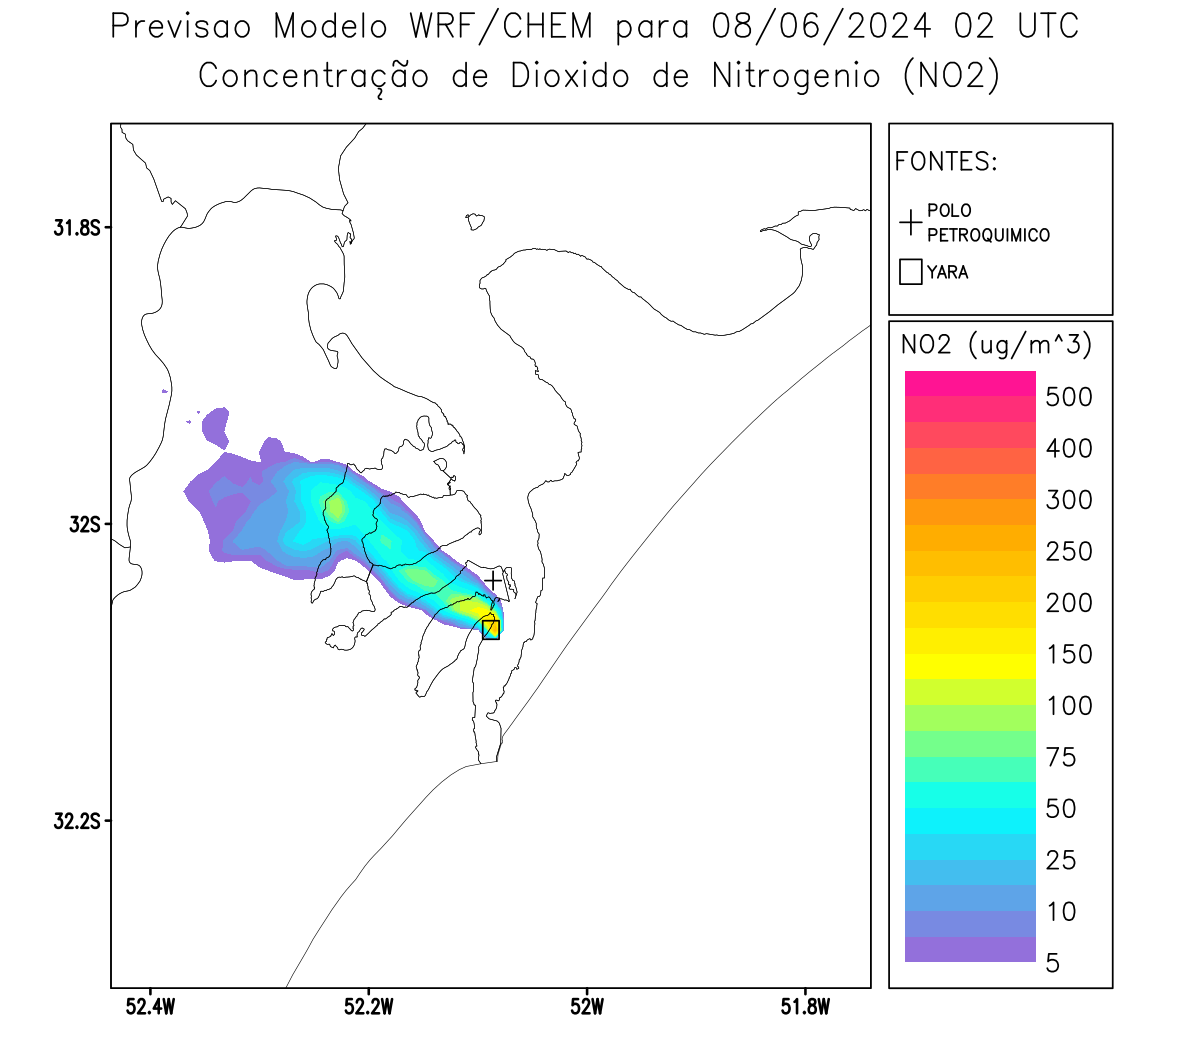 Previsao Modelo WRF/CHEM para 08/06/2024 02 UTC
Concentração de Dioxido de Nitrogenio (NO2)
FONTES:
POLO
PETROQUIMICO
YARA
NO2 (ug/m^3)
500
400
300
250
200
150
100
75
50
25
10
5
31.8S
32S
32.2S
52.4W
52.2W
52W
51.8W